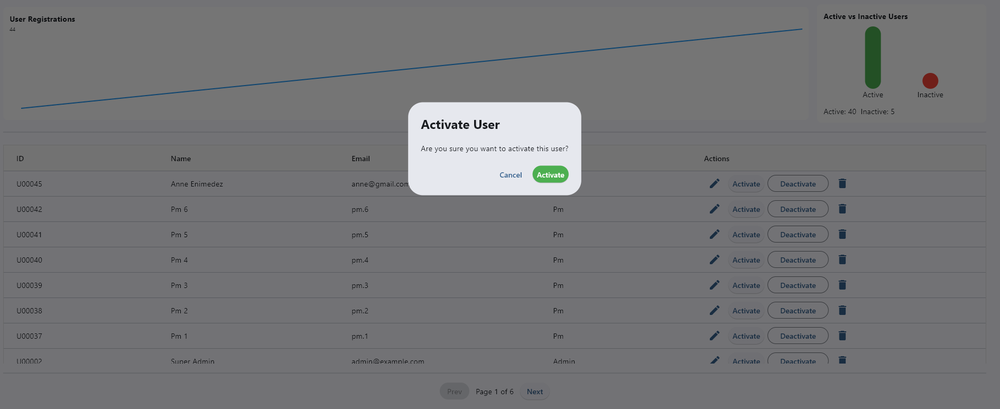 User Registrations
44
Active vs Inactive Users
Active Inactive
Active: 40 Inactive: 5
Activate User
Are you sure you want to activate this user?
Cancel Activate
ID Name Email Actions
U00045 Anne Enimedez anne@gmail.com Activate Deactivate
U00042 Pm 6 pm.6 Pm Activate Deactivate
U00041 Pm 5 pm.5 Pm Activate Deactivate
U00040 Pm 4 pm.4 Pm Activate Deactivate
U00039 Pm 3 pm.3 Pm Activate Deactivate
U00038 Pm 2 pm.2 Pm Activate Deactivate
U00037 Pm 1 pm.1 Pm Activate Deactivate
U00002 Super Admin admin@example.com Admin Activate Deactivate
Prev Page 1 of 6 Next